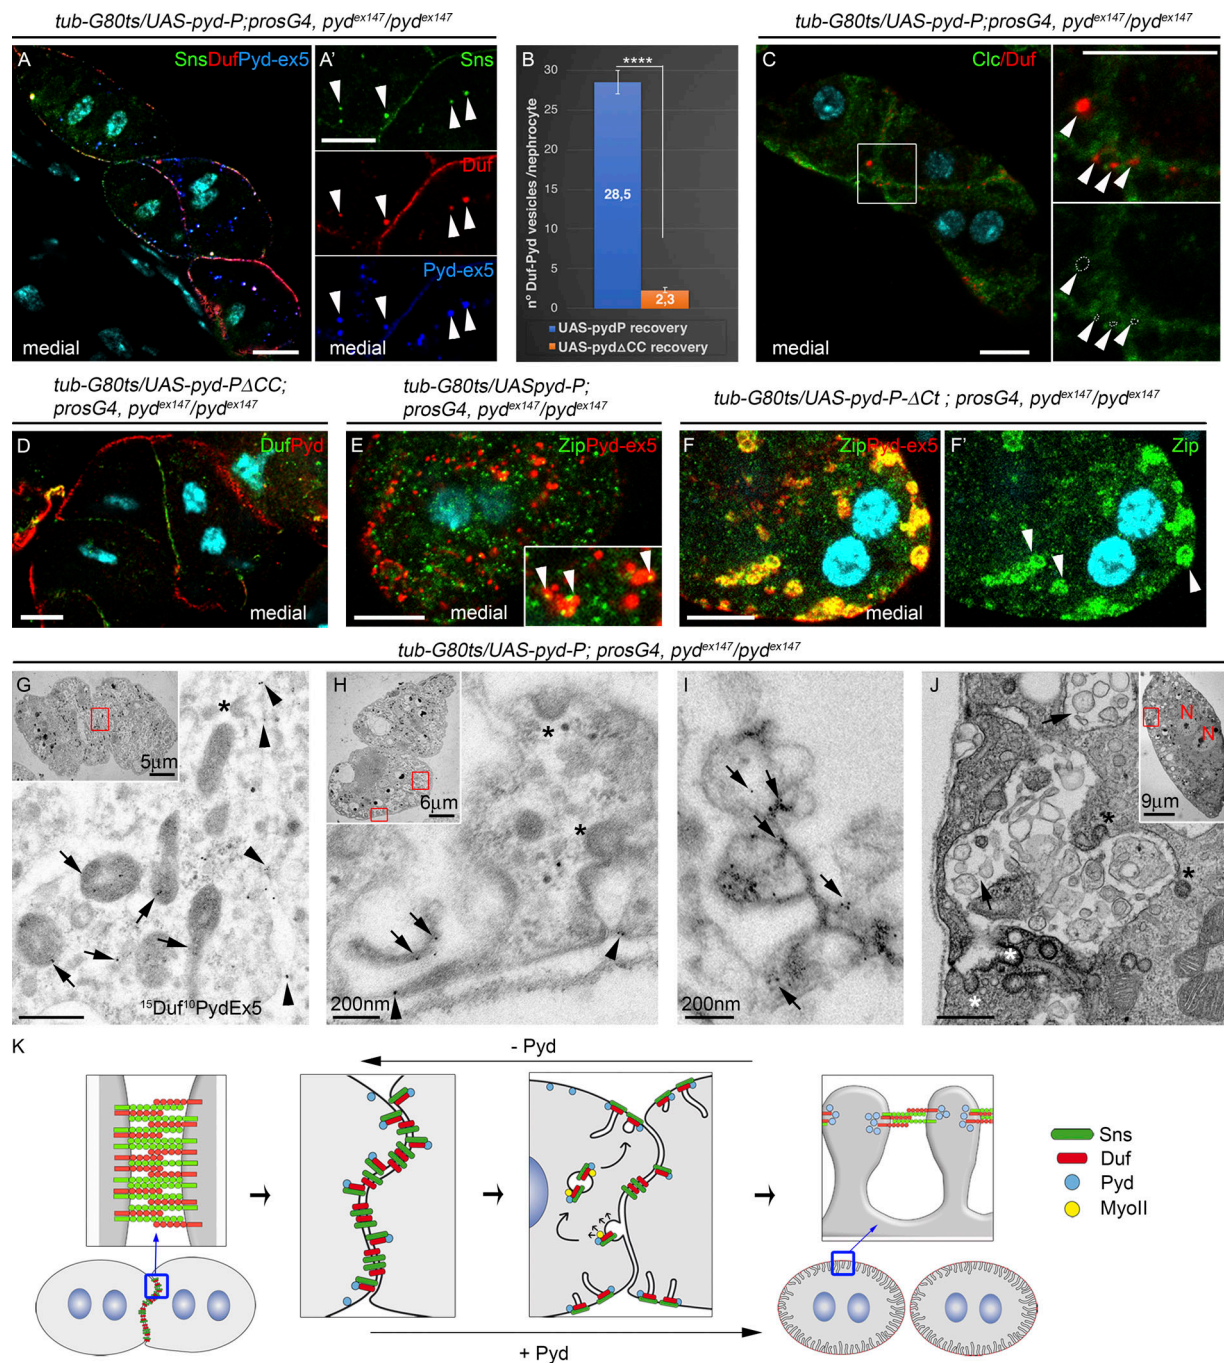 tub-G80ts/UAS-pyd-P;prosG4, pydex147/pydex147
tub-G80ts/UAS-pyd-P;prosG4, pydex147/pydex147
A
SnsDufPyd-ex5
medial
A'
Sns
Duf
Pyd-ex5
medial
B
nº Duf-Pyd vesicles /nephrocyte
30
25
20
15
10
5
0
****
28,5
2,3
UAS-pydP recovery
UAS-pydΔCC recovery
C
Clc/Duf
medial
tub-G80ts/UAS-pyd-PΔCC;
prosG4, pydex147/pydex147
tub-G80ts/UASpyd-P;
prosG4, pydex147/pydex147
tub-G80ts/UAS-pyd-P-ΔCt ; prosG4, pydex147/pydex147
D
DufPyd
medial
E
ZipPyd-ex5
medial
F
ZipPyd-ex5
medial
F'
Zip
tub-G80ts/UAS-pyd-P; prosG4, pydex147/pydex147
G
5μm
*
15Duf10PydEx5
H
6μm
*
*
200nm
I
200nm
J
N
N
9μm
*
*
*
*
K
- Pyd
+ Pyd
Sns
Duf
Pyd
MyoII